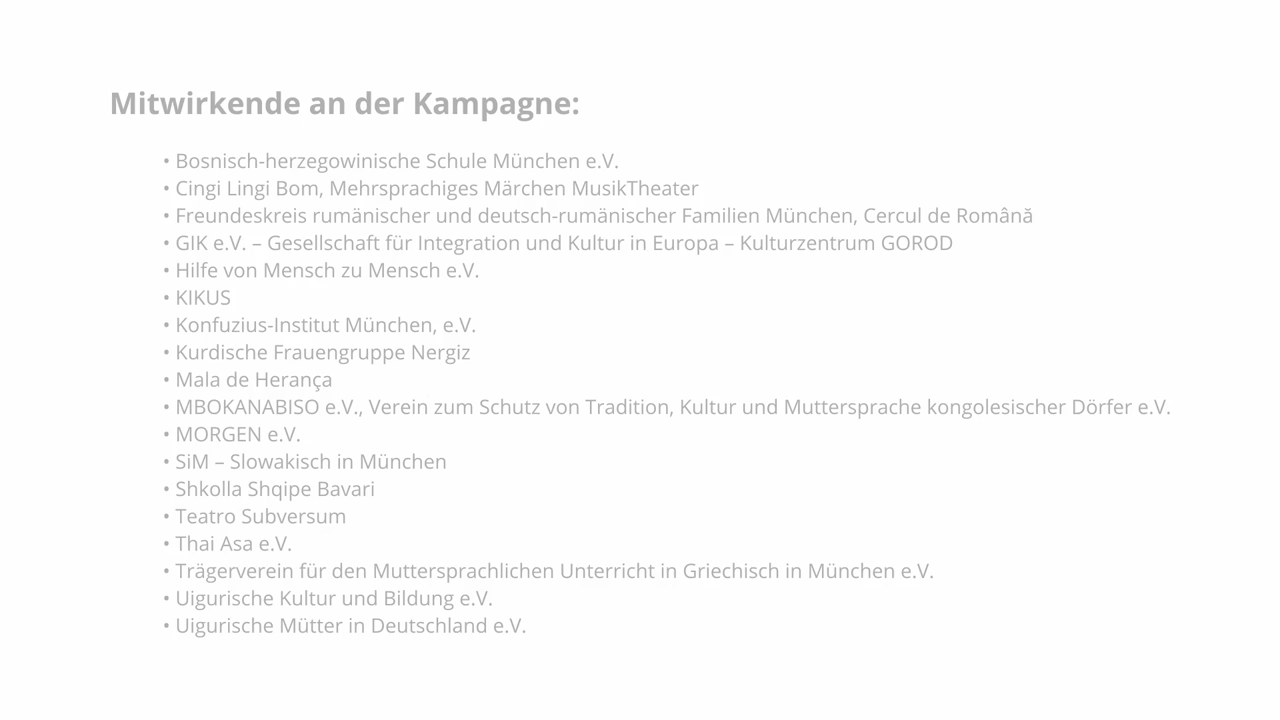 Mitwirkende an der Kampagne:
• Bosnisch-herzegowinische Schule München e.V.
• Cingi Lingi Bom, Mehrsprachiges Märchen MusikTheater
• Freundeskreis rumänischer und deutsch-rumänischer Familien München, Cercul de Română
• GIK e.V. – Gesellschaft für Integration und Kultur in Europa – Kulturzentrum GOROD
• Hilfe von Mensch zu Mensch e.V.
• KIKUS
• Konfuzius-Institut München, e.V.
• Kurdische Frauengruppe Nergiz
• Mala de Herança
• MBOKANABISO e.V., Verein zum Schutz von Tradition, Kultur und Muttersprache kongolesischer Dörfer e.V.
• MORGEN e.V.
• SiM – Slowakisch in München
• Shkolla Shqipe Bavari
• Teatro Subversum
• Thai Asa e.V.
• Trägerverein für den Muttersprachlichen Unterricht in Griechisch in München e.V.
• Uigurische Kultur und Bildung e.V.
• Uigurische Mütter in Deutschland e.V.